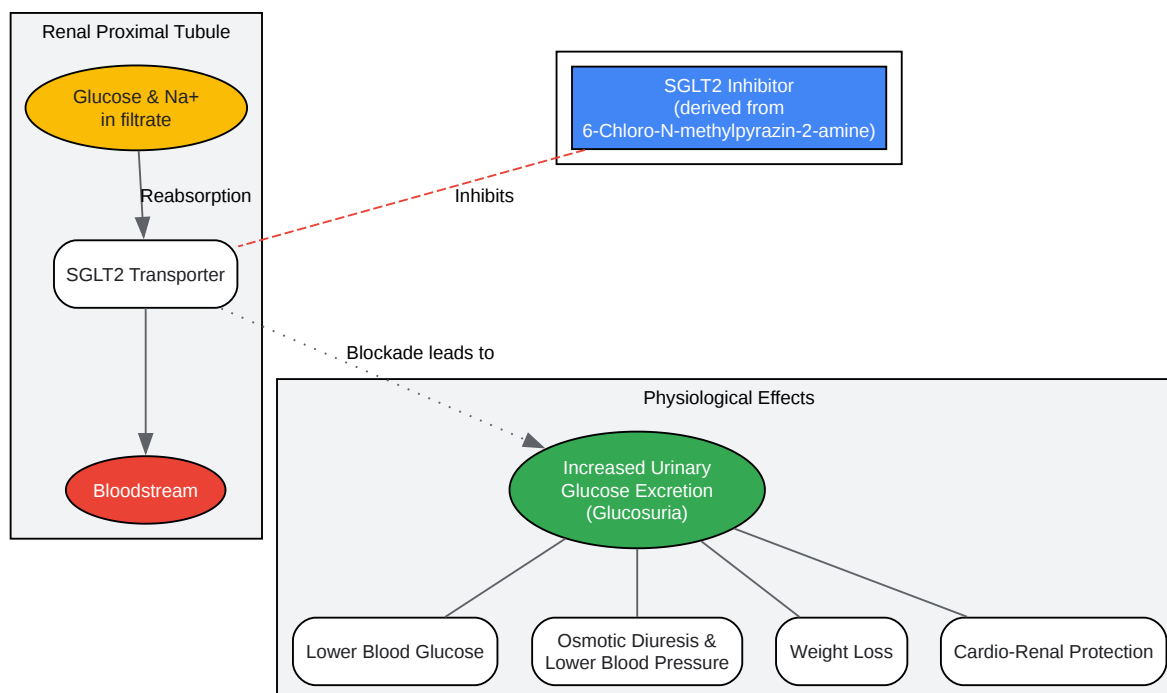 Renal Proximal Tubule
Glucose & Na+
in filtrate
SGLT2 Inhibitor
(derived from
6-Chloro-N-methylpyrazin-2-amine)
Reabsorption
Inhibits
SGLT2 Transporter
Blockade leads to
Physiological Effects
Bloodstream
Increased Urinary
Glucose Excretion
(Glucosuria)
Lower Blood Glucose
Osmotic Diuresis &
Lower Blood Pressure
Weight Loss
Cardio-Renal Protection